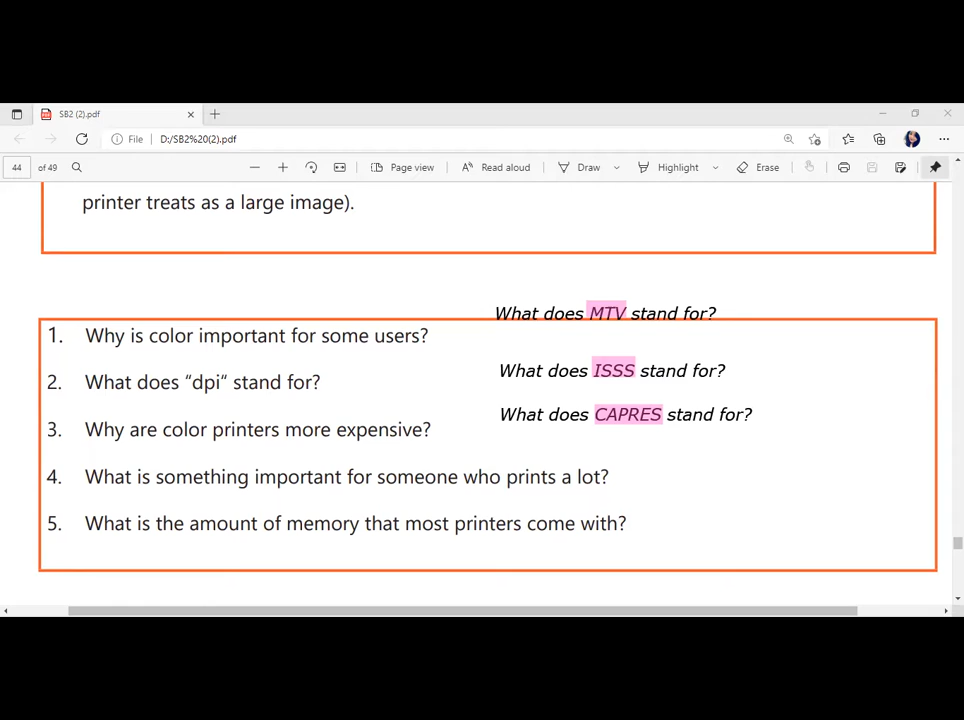 SB2 (2).pdf
File | D:/SB2%20(2).pdf
44 of 49 Page view Read aloud Draw Highlight Erase
printer treats as a large image).
What does MTV stand for?
1. Why is color important for some users?
What does ISSS stand for?
2. What does “dpi“ stand for?
What does CAPRES stand for?
3. Why are color printers more expensive?
4. What is something important for someone who prints a lot?
5. What is the amount of memory that most printers come with?